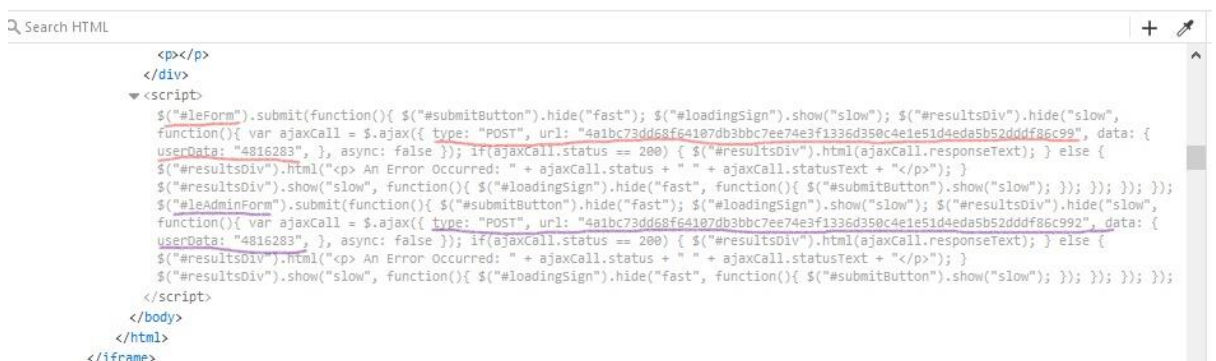 Search HTML
<p></p>
</div>
<script>
$("#leForm").submit(function(){ $("#submitButton").hide("fast"); $("#loadingSign").show("slow"); $("#resultsDiv").hide("slow",
function(){ var ajaxCall = $.ajax({ type: "POST", url: "4a1bc73dd68f64107db3bbc7ee74e3f1336d350c4e1e51d4eda5b52dddf86c99", data: {
userData: "4816283", }, async: false }); if(ajaxCall.status == 200) { $("#resultsDiv").html(ajaxCall.responseText); } else {
$("#resultsDiv").html("<p> An Error Occurred: " + ajaxCall.status + " " + ajaxCall.statusText + "</p>"); }
$("#resultsDiv").show("slow", function(){ $("#loadingSign").hide("fast", function(){ $("#submitButton").show("slow"); }); }); }); });
$("#leAdminForm").submit(function(){ $("#submitButton").hide("fast"); $("#loadingSign").show("slow"); $("#resultsDiv").hide("slow",
function(){ var ajaxCall = $.ajax({ type: "POST", url: "4a1bc73dd68f64107db3bbc7ee74e3f1336d350c4e1e51d4eda5b52dddf86c992", data: {
userData: "4816283", }, async: false }); if(ajaxCall.status == 200) { $("#resultsDiv").html(ajaxCall.responseText); } else {
$("#resultsDiv").html("<p> An Error Occurred: " + ajaxCall.status + " " + ajaxCall.statusText + "</p>"); }
$("#resultsDiv").show("slow", function(){ $("#loadingSign").hide("fast", function(){ $("#submitButton").show("slow"); }); }); }); });
</script>
</body>
</html>
</iframe>